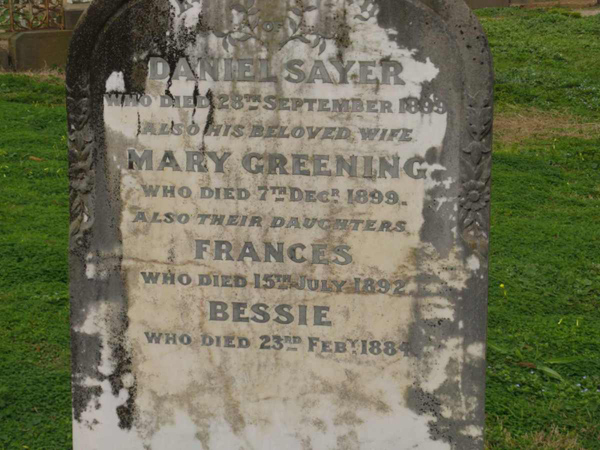 OF
DANIEL SAYER
WHO DIED 28TH SEPTEMBER 1899
ALSO HIS BELOVED WIFE
MARY GREENING
WHO DIED 7TH DECR 1899.
ALSO THEIR DAUGHTERS
FRANCES
WHO DIED 15TH JULY 1892
BESSIE
WHO DIED 23RD FEBY 1884